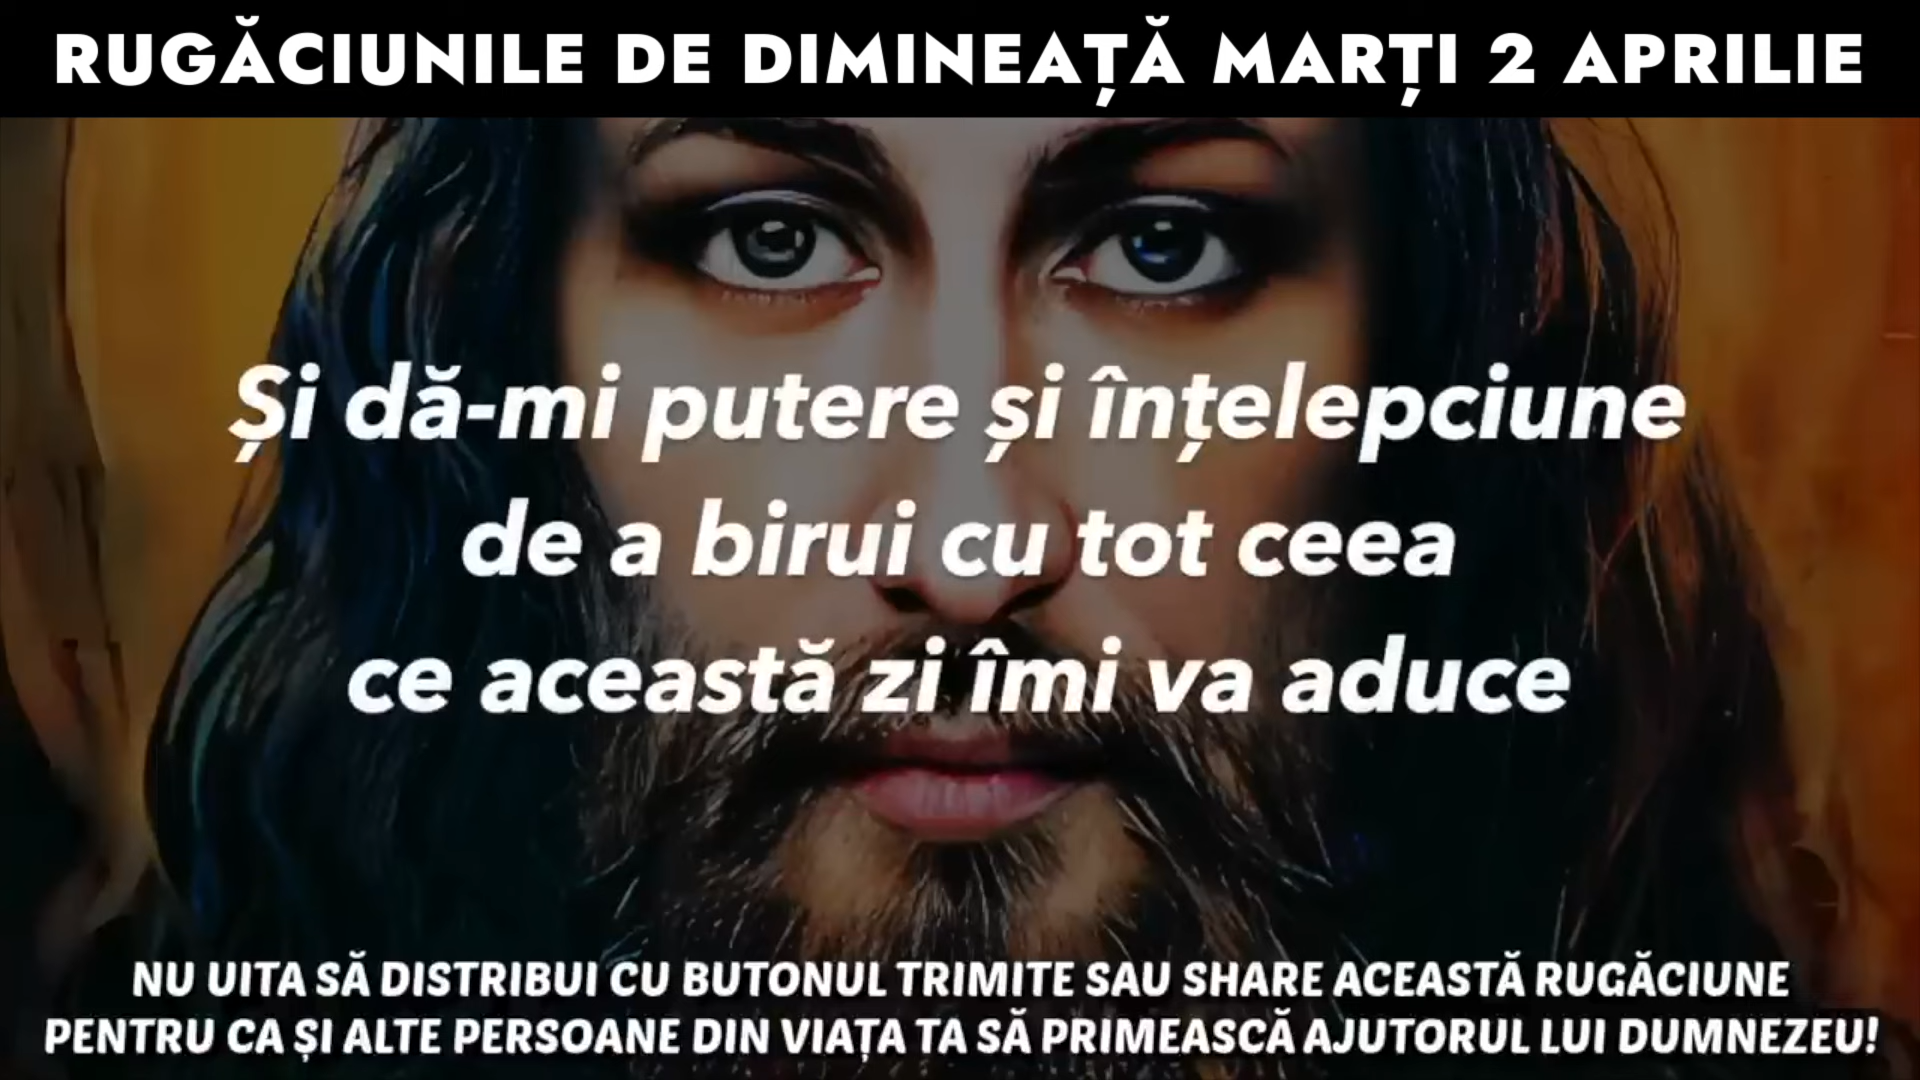 RUGĂCIUNILE DE DIMINEAȚĂ MARȚI 2 APRILIE
Și dă-mi putere și înțelepciune
de a birui cu tot ceea
ce această zi îmi va aduce
NU UITA SĂ DISTRIBUI CU BUTONUL TRIMITE SAU SHARE ACEASTĂ RUGĂCIUNE
PENTRU CA ȘI ALTE PERSOANE DIN VIAȚA TA SĂ PRIMEASCĂ AJUTORUL LUI DUMNEZEU!